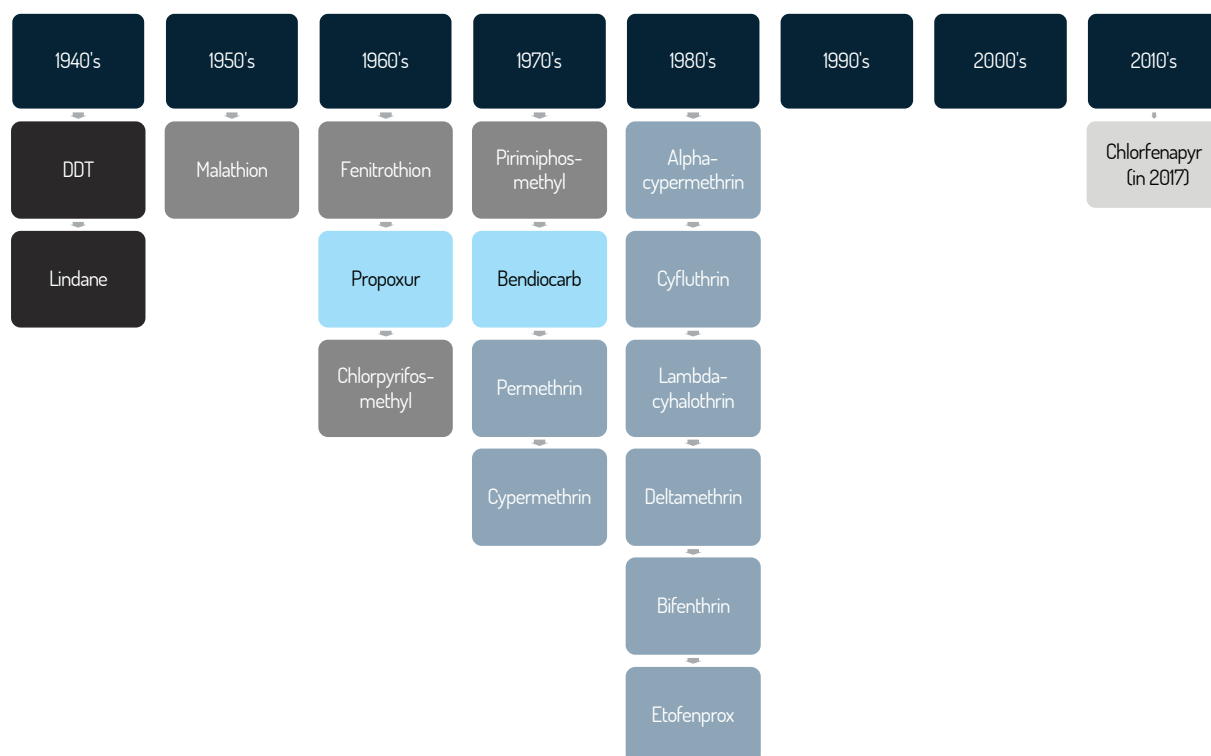 1940's
1950's
1960's
1970's
1980's
1990's
2000's
2010's
DDT
Lindane
Malathion
Fenitrothion
Propoxur
Chlorpyrifos-
methyl
Pirimiphos-
methyl
Bendiocarb
Permethrin
Cypermethrin
Alpha-
cypermethrin
Cyfluthrin
Lambda-
cyhalothrin
Deltamethrin
Bifenthrin
Etofenprox
Chlorfenapyr
(in 2017)